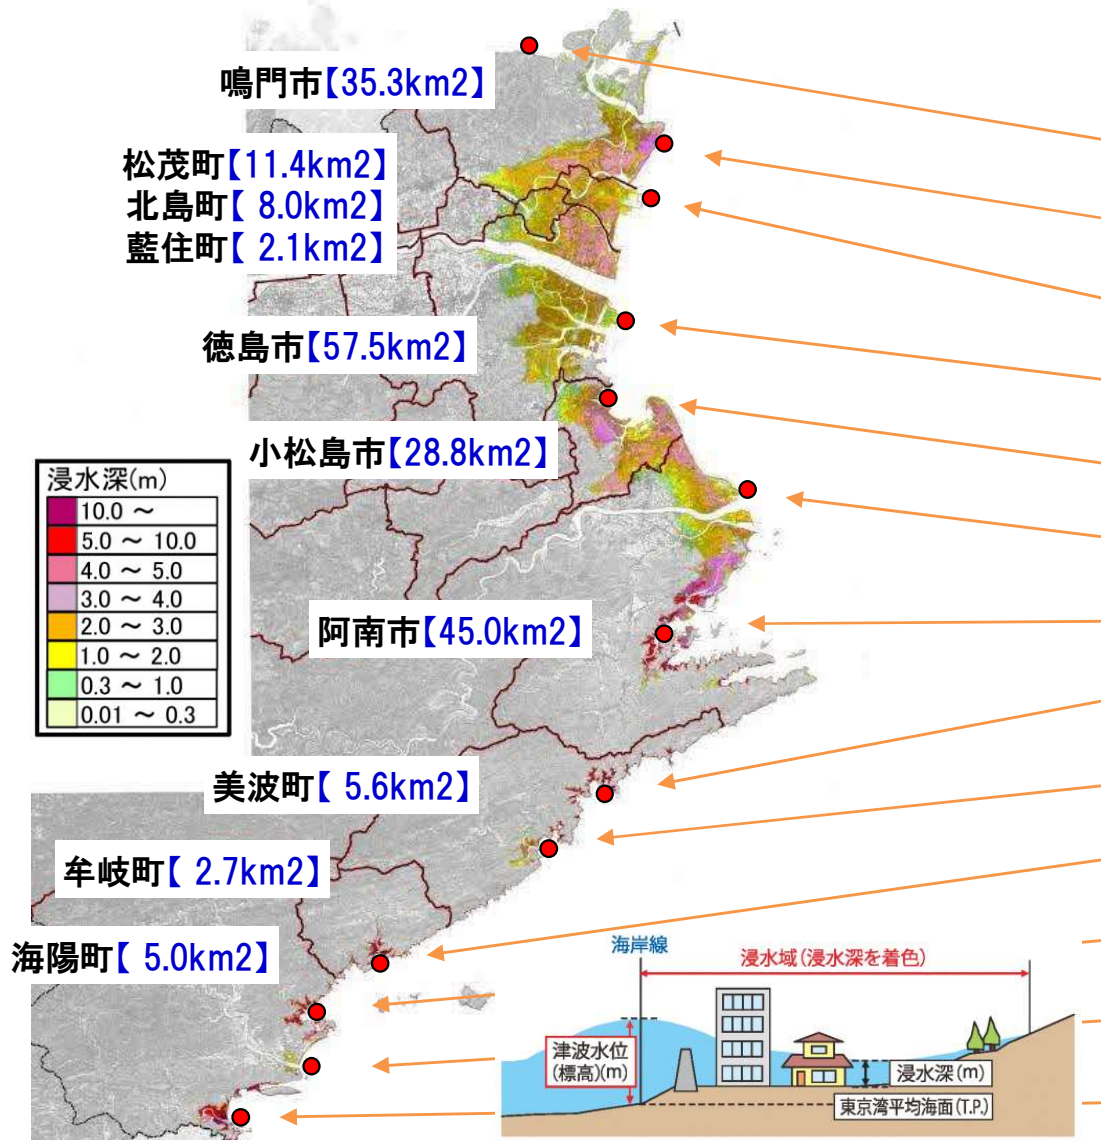 鳴門市【35.3km2】
松茂町【11.4km2】
北島町【 8.0km2】
藍住町【 2.1km2】
徳島市【57.5km2】
小松島市【28.8km2】
浸水深(m)
10.0 ～
5.0 ～ 10.0
4.0 ～ 5.0
3.0 ～ 4.0
2.0 ～ 3.0
1.0 ～ 2.0
0.3 ～ 1.0
0.01 ～ 0.3
阿南市【45.0km2】
美波町【 5.6km2】
牟岐町【 2.7km2】
海陽町【 5.0km2】
海岸線
浸水域(浸水深を着色)
津波水位
(標高)(m)
浸水深(m)
東京湾平均海面(T.P.)